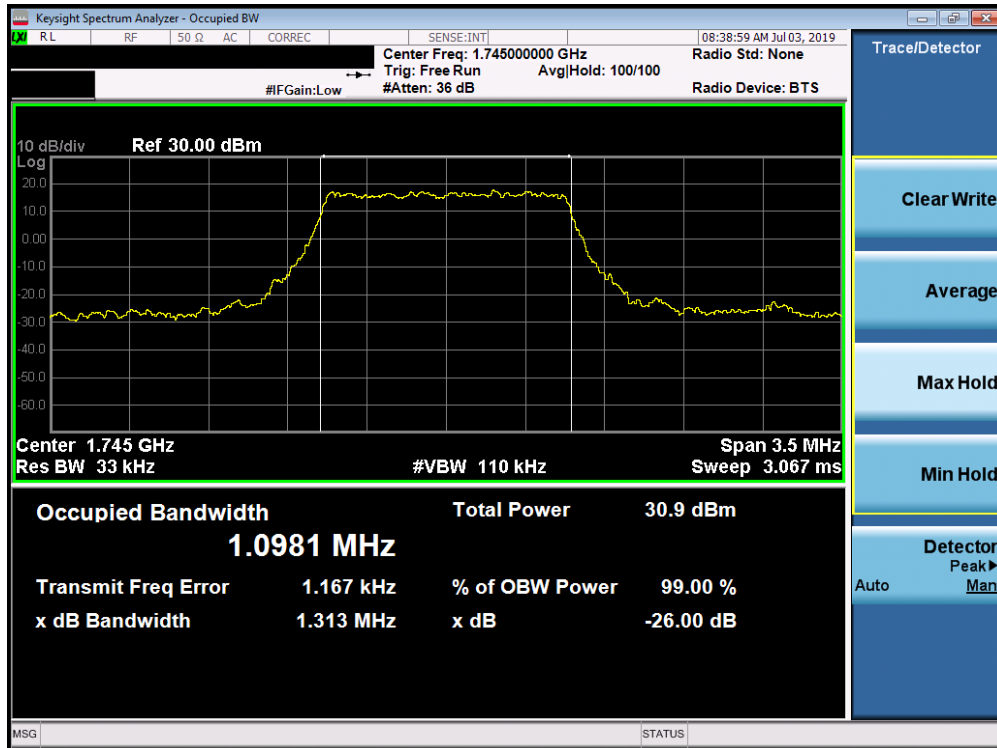 Keysight Spectrum Analyzer - Occupied BW
LXI RL RF 50 Ω AC CORREC SENSE:INT 08:38:59 AM Jul 03, 2019
Center Freq: 1.745000000 GHz Radio Std: None
Trig: Free Run Avg|Hold: 100/100
#IFGain:Low #Atten: 36 dB Radio Device: BTS
10 dB/div Ref 30.00 dBm
Log
20.0
10.0
0.00
-10.0
-20.0
-30.0
-40.0
-50.0
-60.0
Center 1.745 GHz Span 3.5 MHz
Res BW 33 kHz #VBW 110 kHz Sweep 3.067 ms
Occupied Bandwidth Total Power 30.9 dBm
1.0981 MHz
Transmit Freq Error 1.167 kHz % of OBW Power 99.00 %
x dB Bandwidth 1.313 MHz x dB -26.00 dB
MSG STATUS
Trace/Detector
Clear Write
Average
Max Hold
Min Hold
Detector
Peak▶
Auto Man